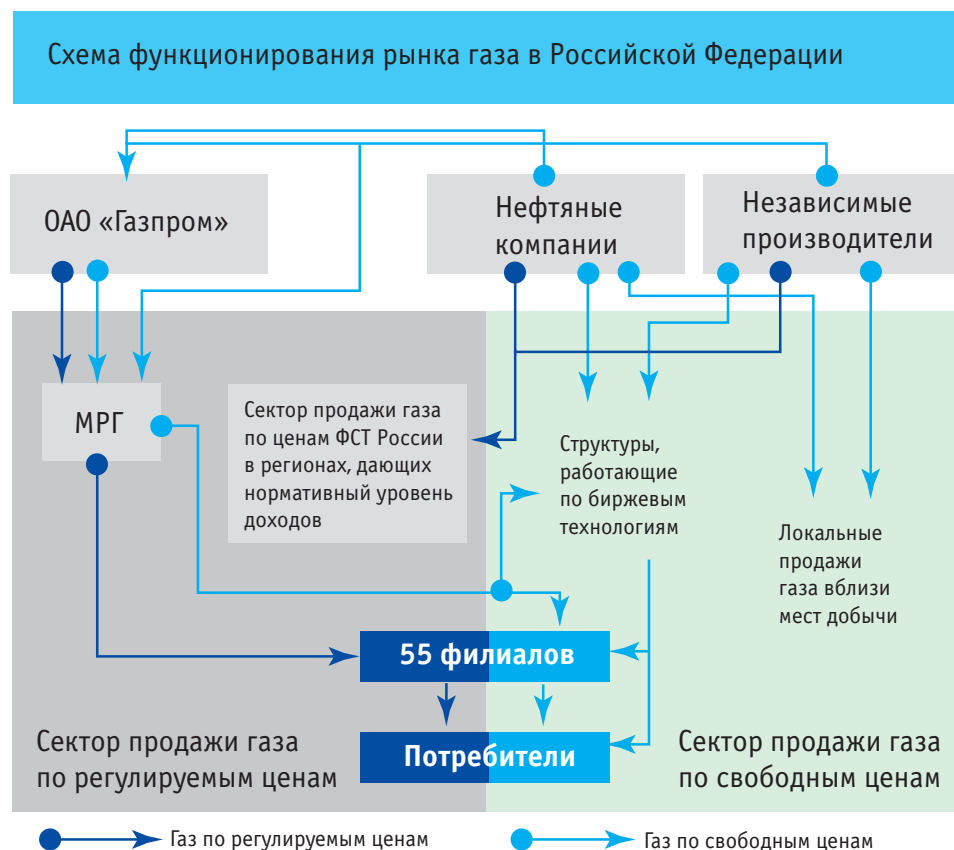 Схема функционирования рынка газа в Российской Федерации
ОАО «Газпром»
Нефтяные
компании
Независимые
производители
МРГ
Сектор продажи газа
по ценам ФСТ России
в регионах, дающих
нормативный уровень
доходов
Структуры,
работающие
по биржевым
технологиям
Локальные
продажи
газа вблизи
мест добычи
55 филиалов
Потребители
Сектор продажи газа
по регулируемым ценам
Сектор продажи газа
по свободным ценам
Газ по регулируемым ценам
Газ по свободным ценам